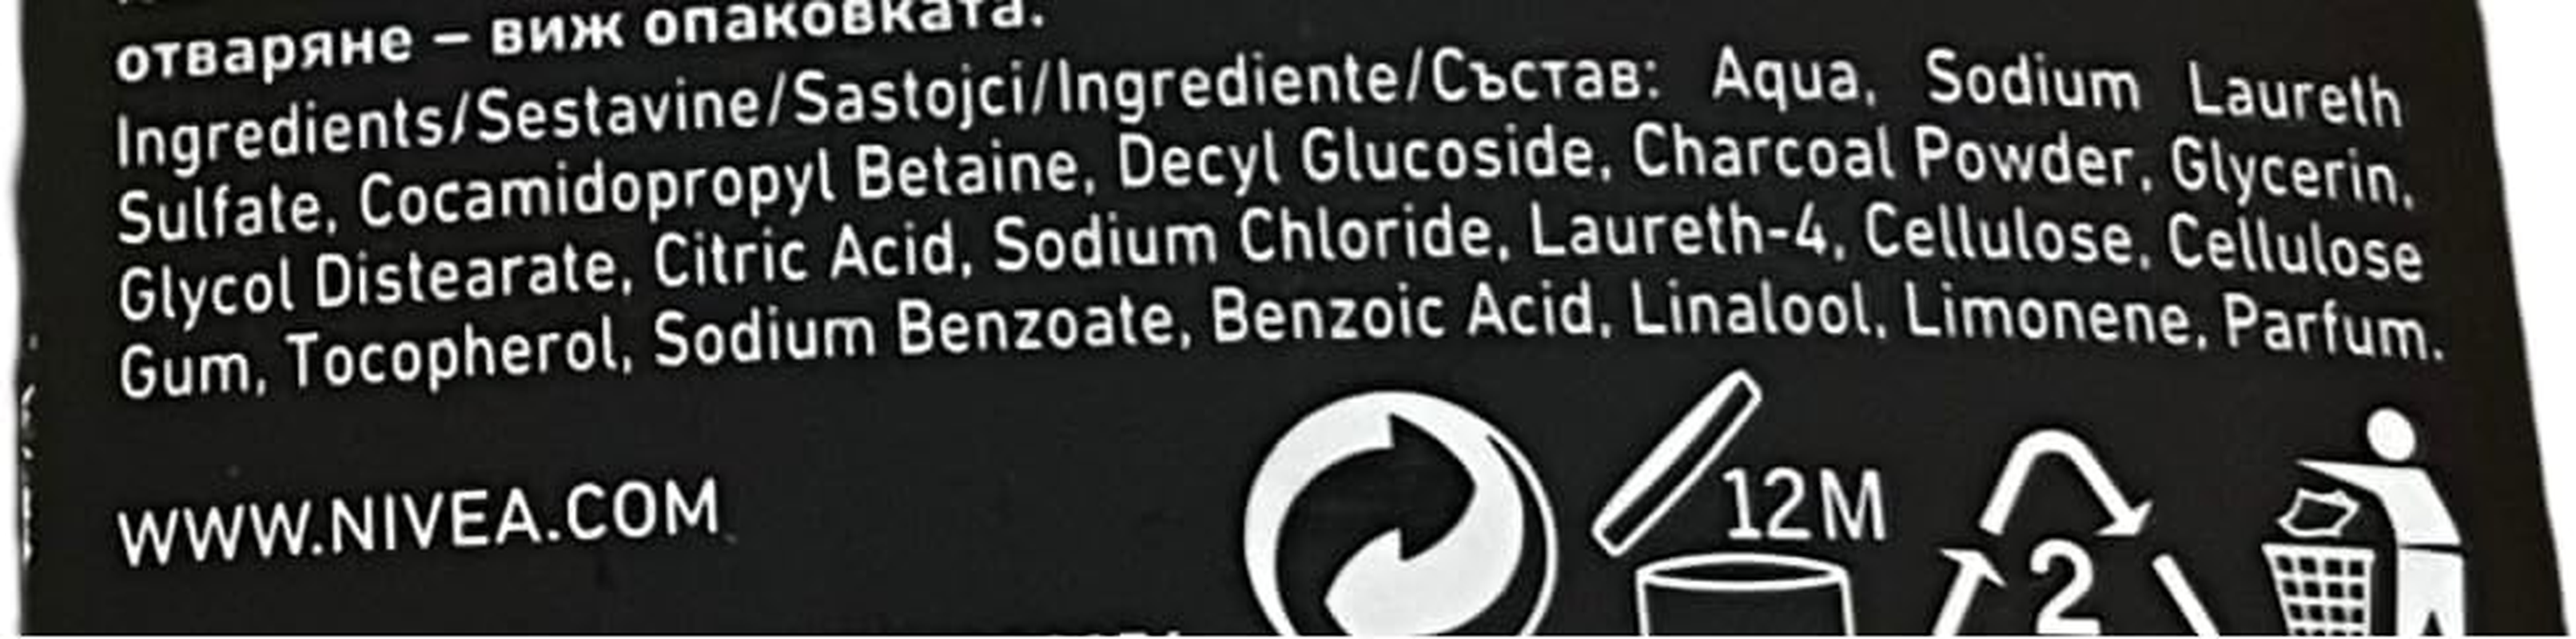 отваряне – виж опаковката.
Ingredients/Sestavine/Sastojci/Ingrediente/Състав: Aqua, Sodium Laureth
Sulfate, Cocamidopropyl Betaine, Decyl Glucoside, Charcoal Powder, Glycerin,
Glycol Distearate, Citric Acid, Sodium Chloride, Laureth-4, Cellulose, Cellulose
Gum, Tocopherol, Sodium Benzoate, Benzoic Acid, Linalool, Limonene, Parfum.
12M
WWW.NIVEA.COM
2